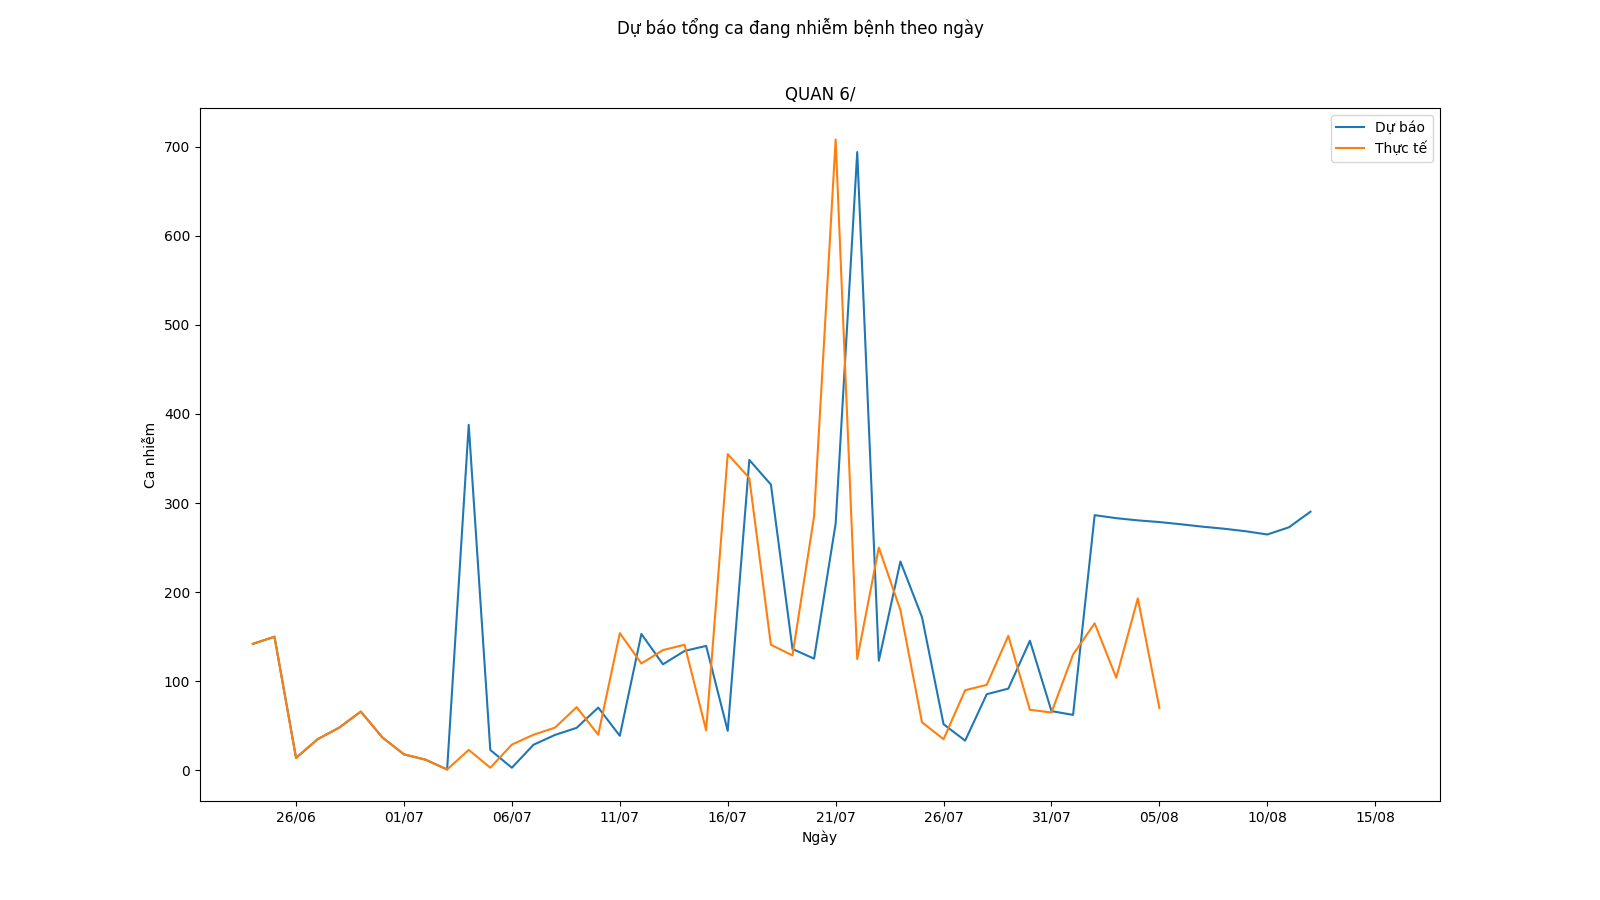 Dự báo tổng ca đang nhiễm bệnh theo ngày
QUAN 6/
Dự báo
Thực tế
700
600
500
400
300
200
100
0
Ca nhiễm
26/06 01/07 06/07 11/07 16/07 21/07 26/07 31/07 05/08 10/08 15/08
Ngày